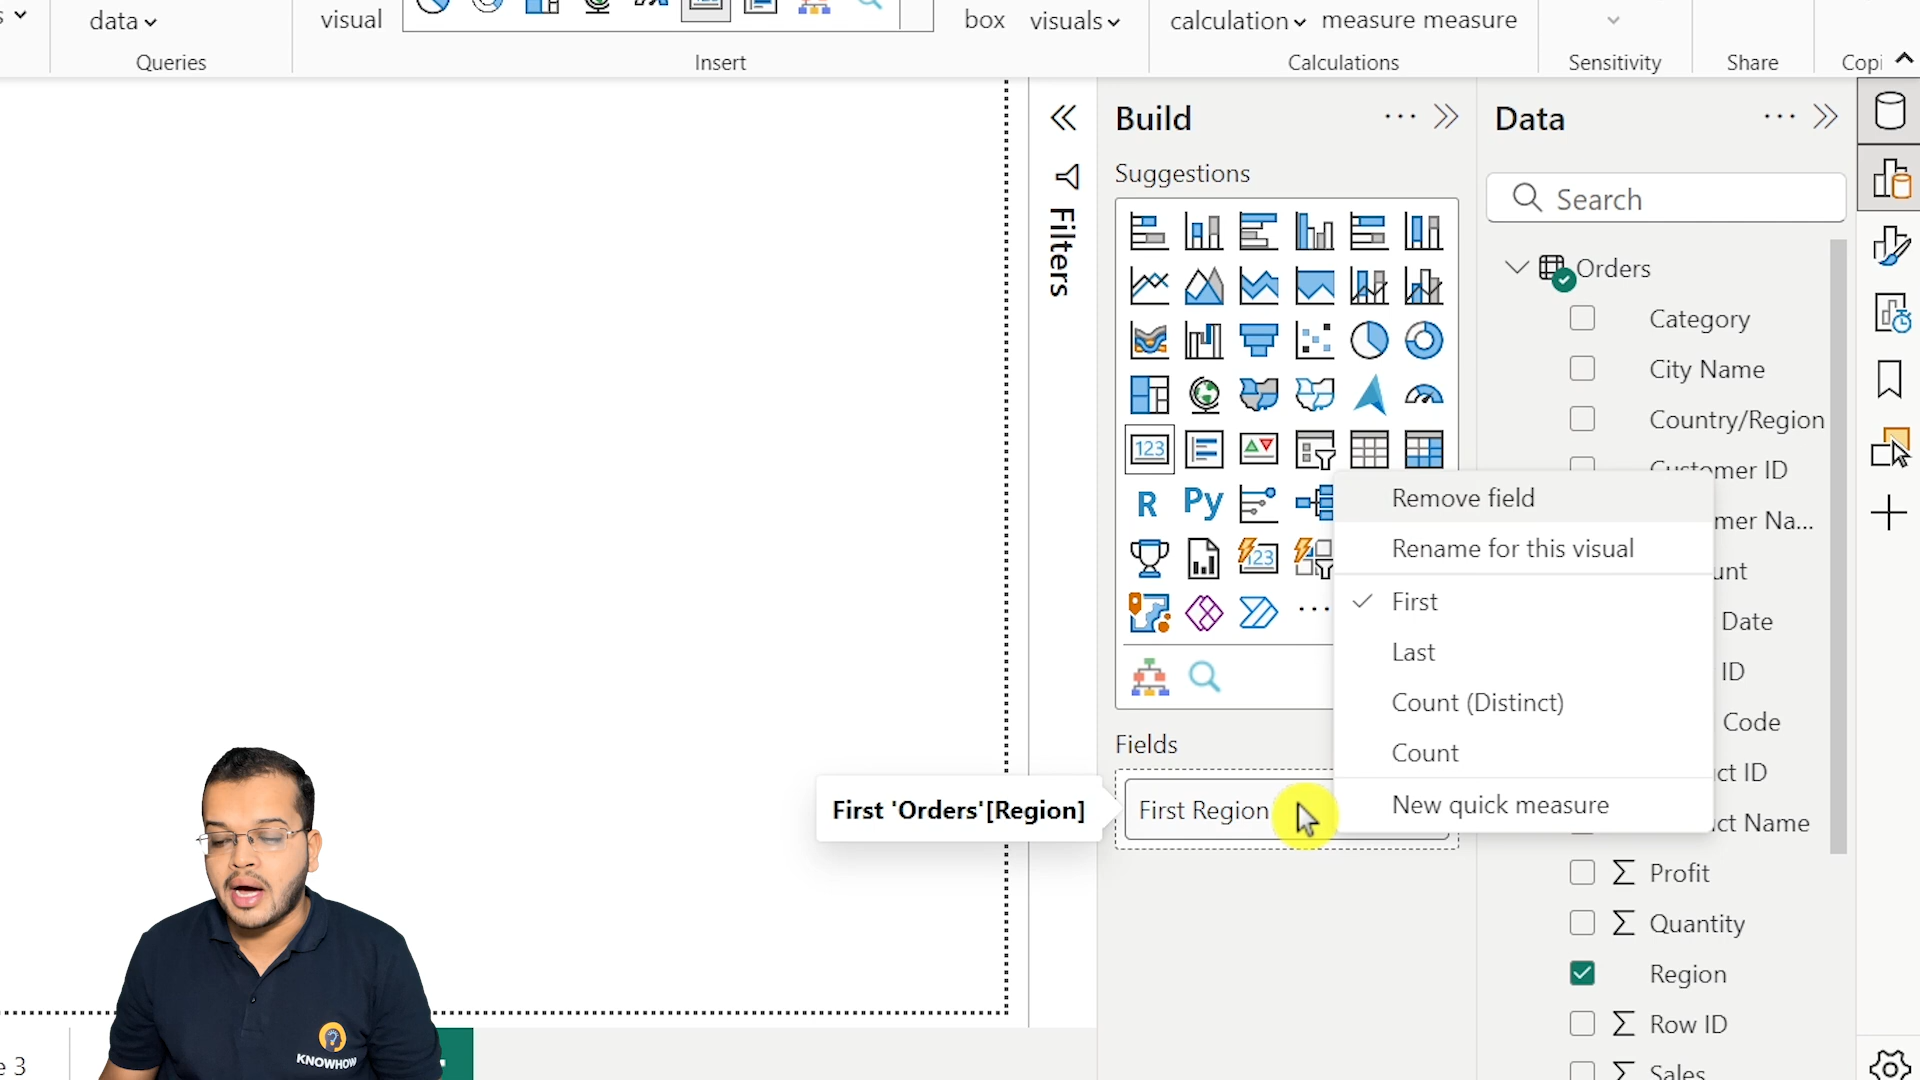 data
Queries
visual
Insert
box
visuals
calculation
measure measure
Calculations
Sensitivity
Share
Copi
Filters
Build
Suggestions
123
R
Py
123
Fields
First Region
First 'Orders'[Region]
Remove field
Rename for this visual
First
Last
Count (Distinct)
Count
New quick measure
Data
Search
Orders
Category
City Name
Country/Region
Customer ID
mer Na...
unt
Date
ID
Code
ct ID
ct Name
Profit
Quantity
Region
Row ID
Sales
e 3
KNOWHOW